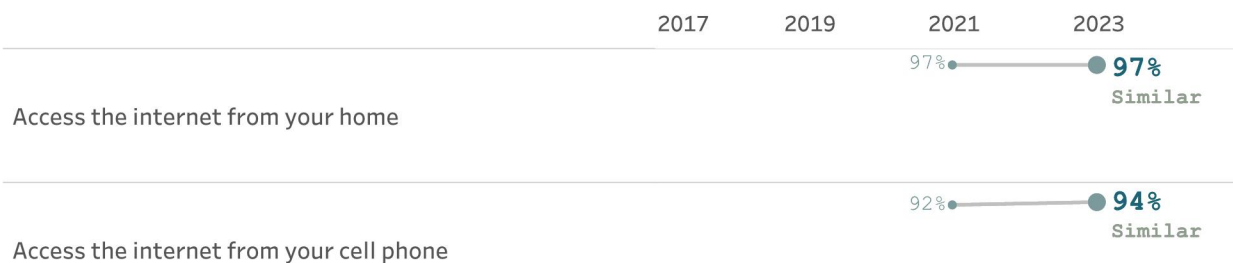 2017 2019 2021 2023
97% 97%
Similar
Access the internet from your home
92% 94%
Similar
Access the internet from your cell phone